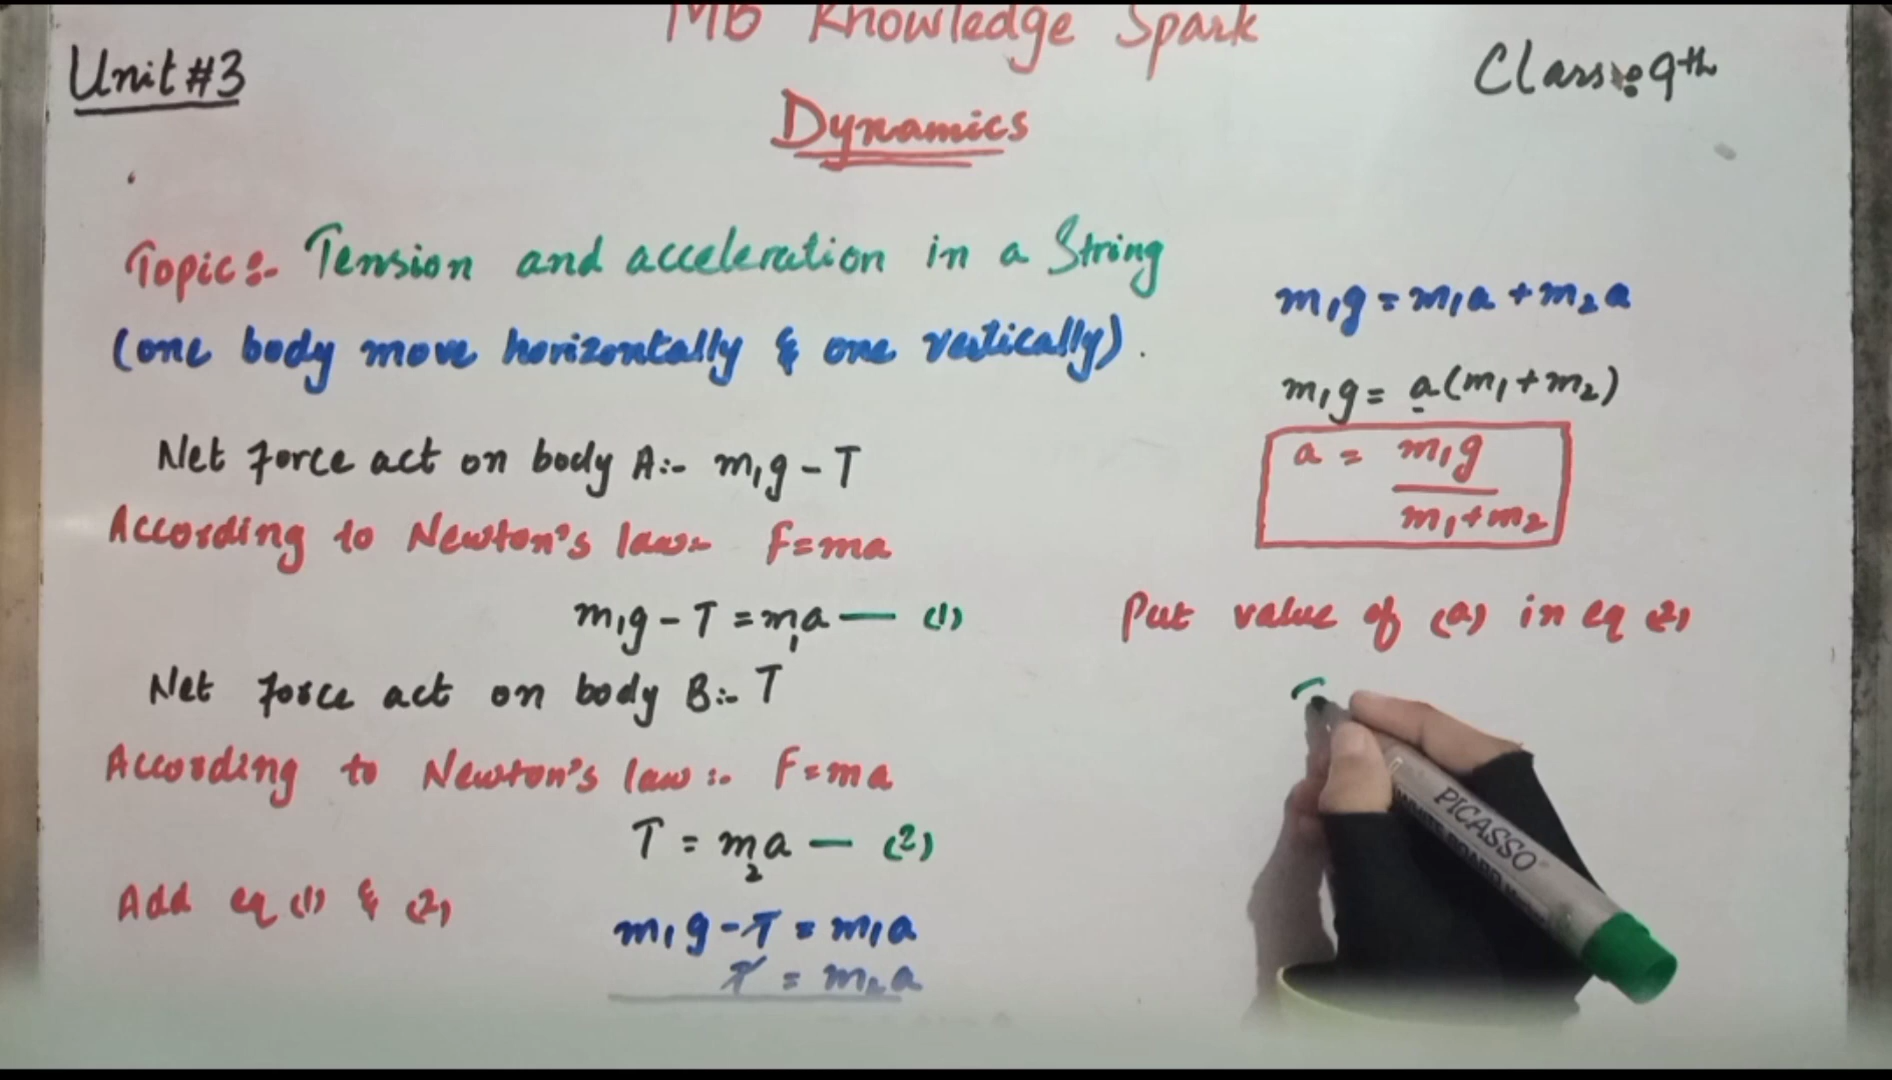 MB Knowledge Spark
Unit #3
Class:9th
Dynamics
Topic:- Tension and acceleration in a String
(one body move horizontally & one vertically).
Net force act on body A:- m₁g - T
According to Newton's law:- F=ma
m₁g - T = m₁a — (1)
Net force act on body B:- T
According to Newton's law:- F=ma
T = m₂a — (2)
Add eq (1) & (2)
m₁g - T = m₁a
T = m₂a
m₁g = m₁a + m₂a
m₁g = a(m₁+m₂)
a = m₁g
m₁+m₂
Put value of (a) in eq (2)
PICASSO